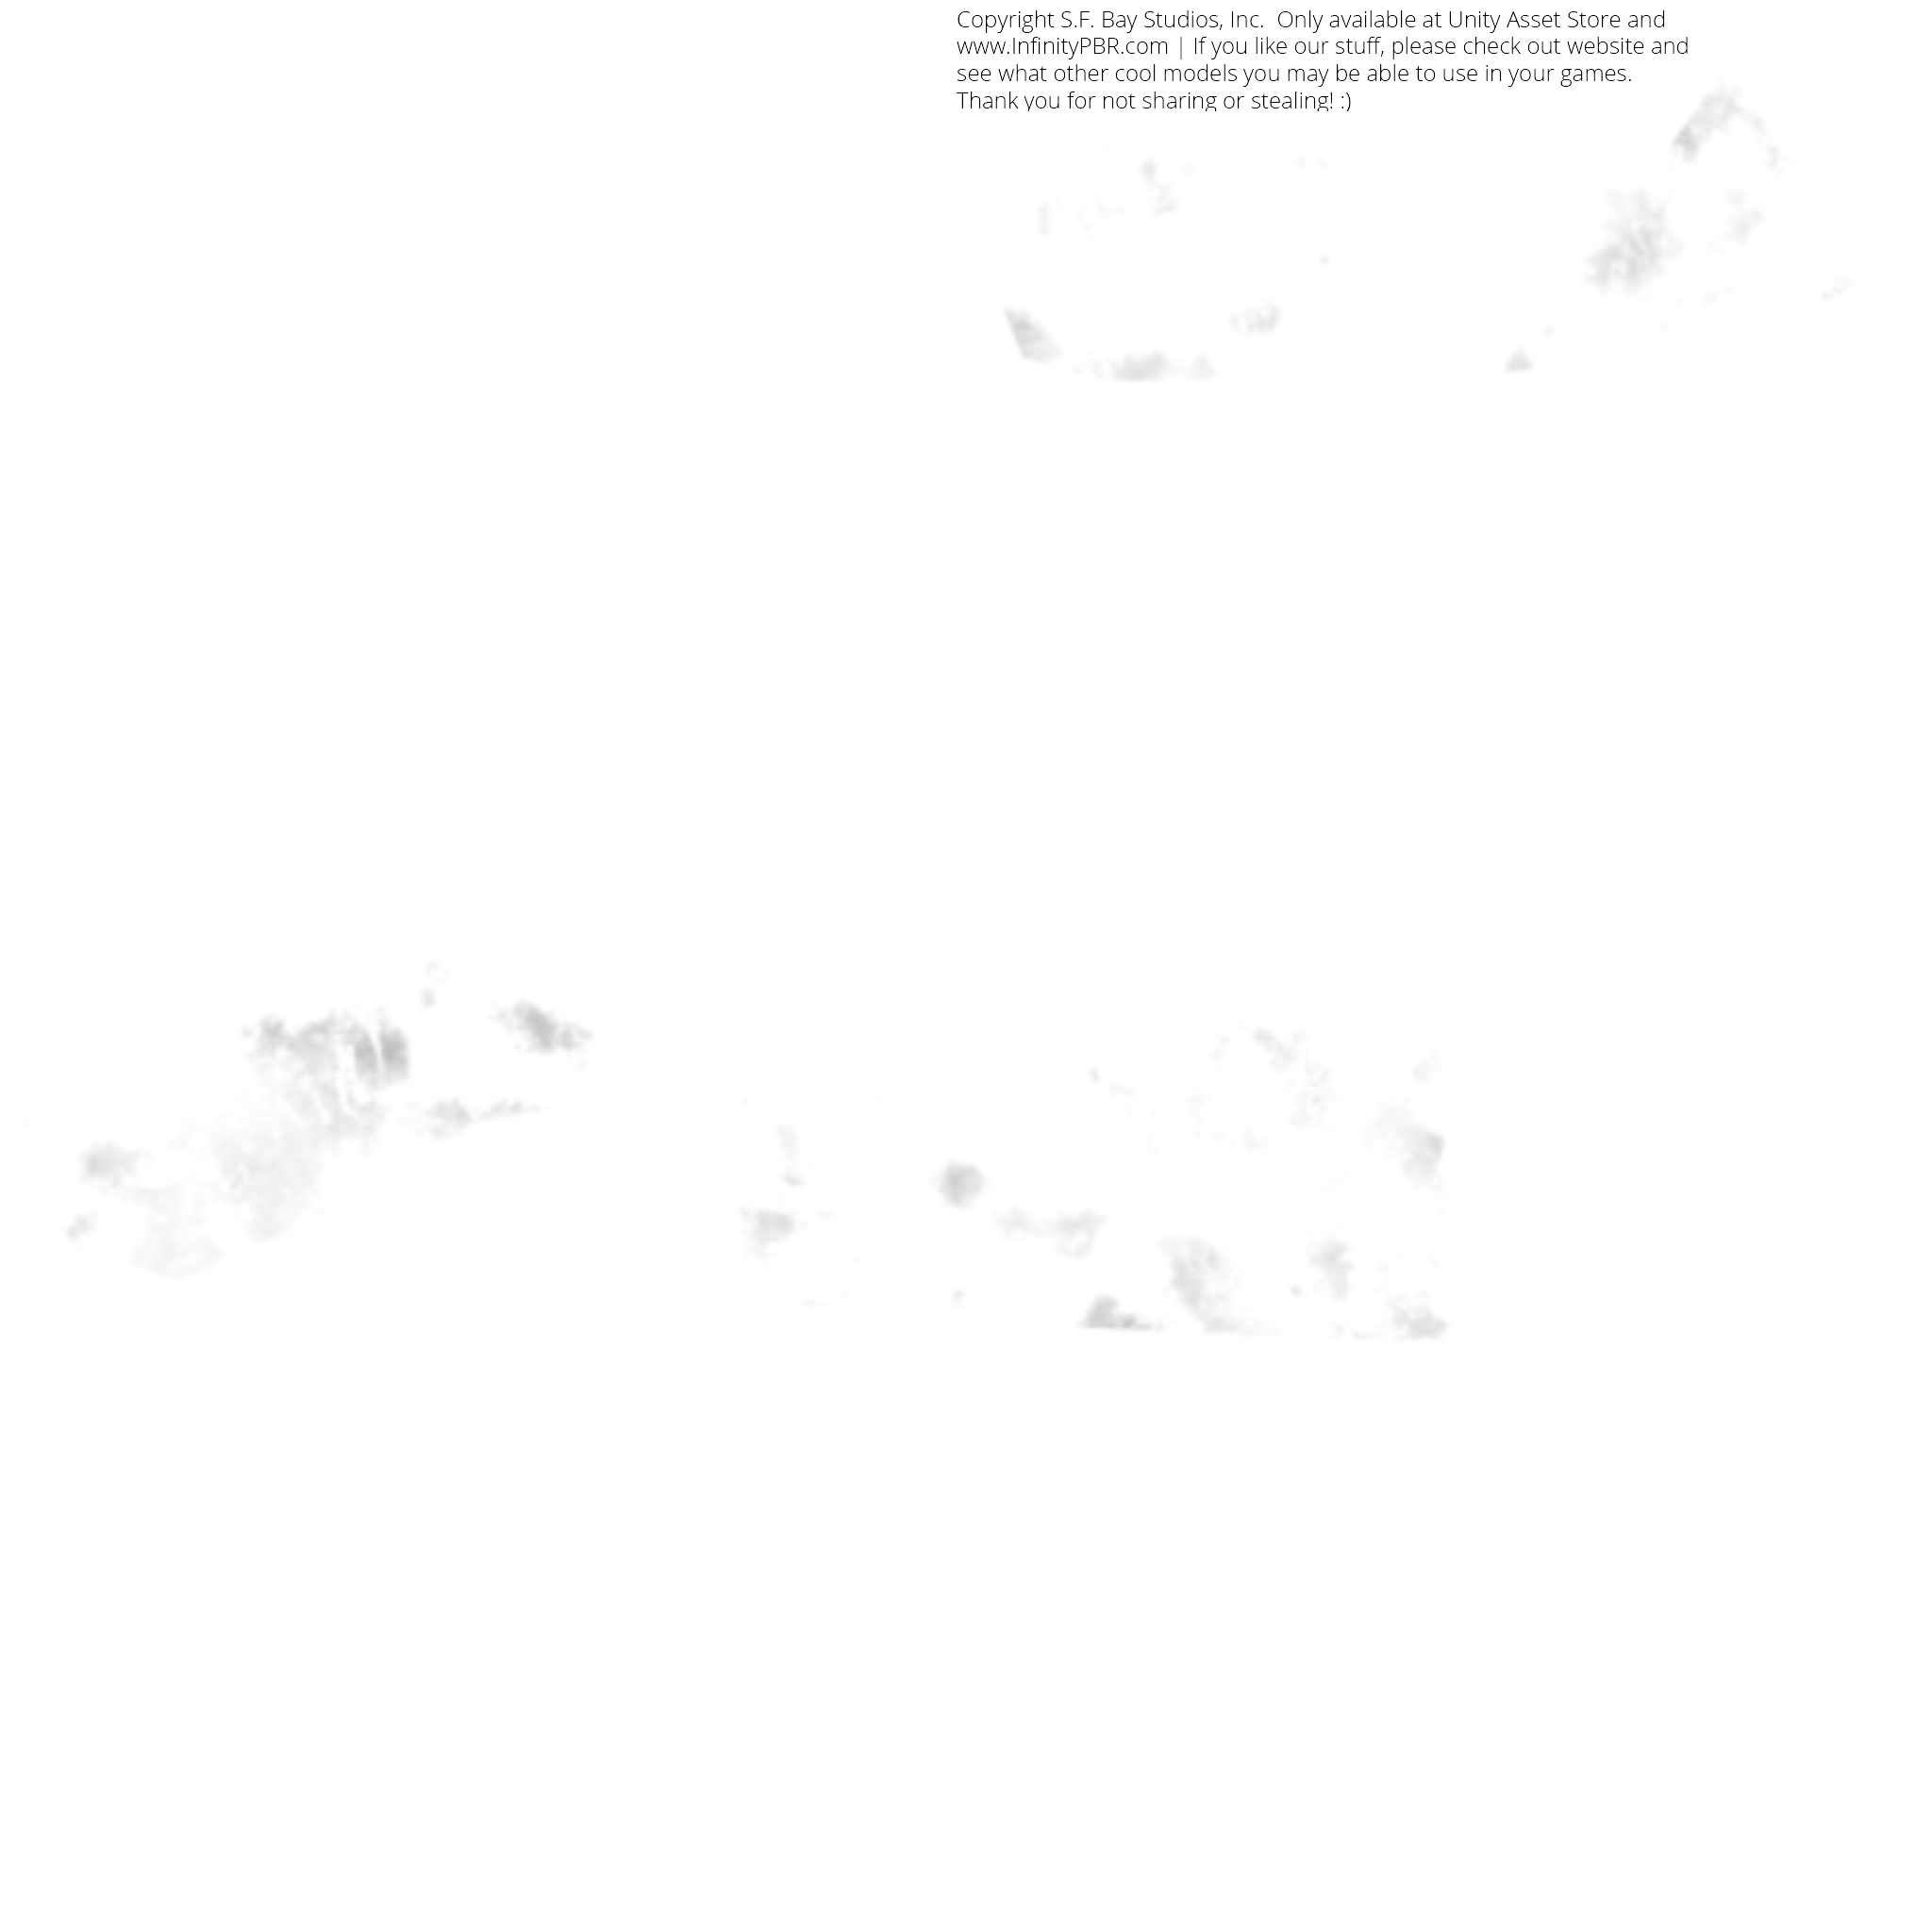 Copyright S.F. Bay Studios, Inc.  Only available at Unity Asset Store and
www.InfinityPBR.com | If you like our stuff, please check out website and
see what other cool models you may be able to use in your games.
Thank you for not sharing or stealing! :)